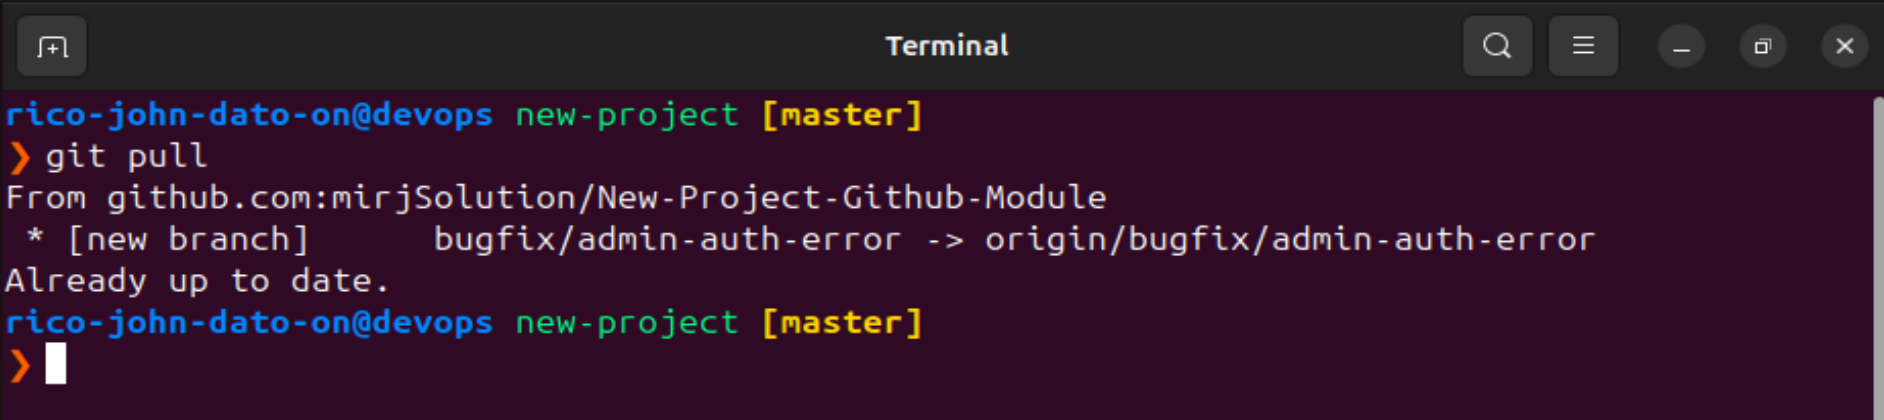 Terminal
rico-john-dato-on@devops new-project [master]
❯ git pull
From github.com:mirjSolution/New-Project-Github-Module
 * [new branch]      bugfix/admin-auth-error -> origin/bugfix/admin-auth-error
Already up to date.
rico-john-dato-on@devops new-project [master]
❯